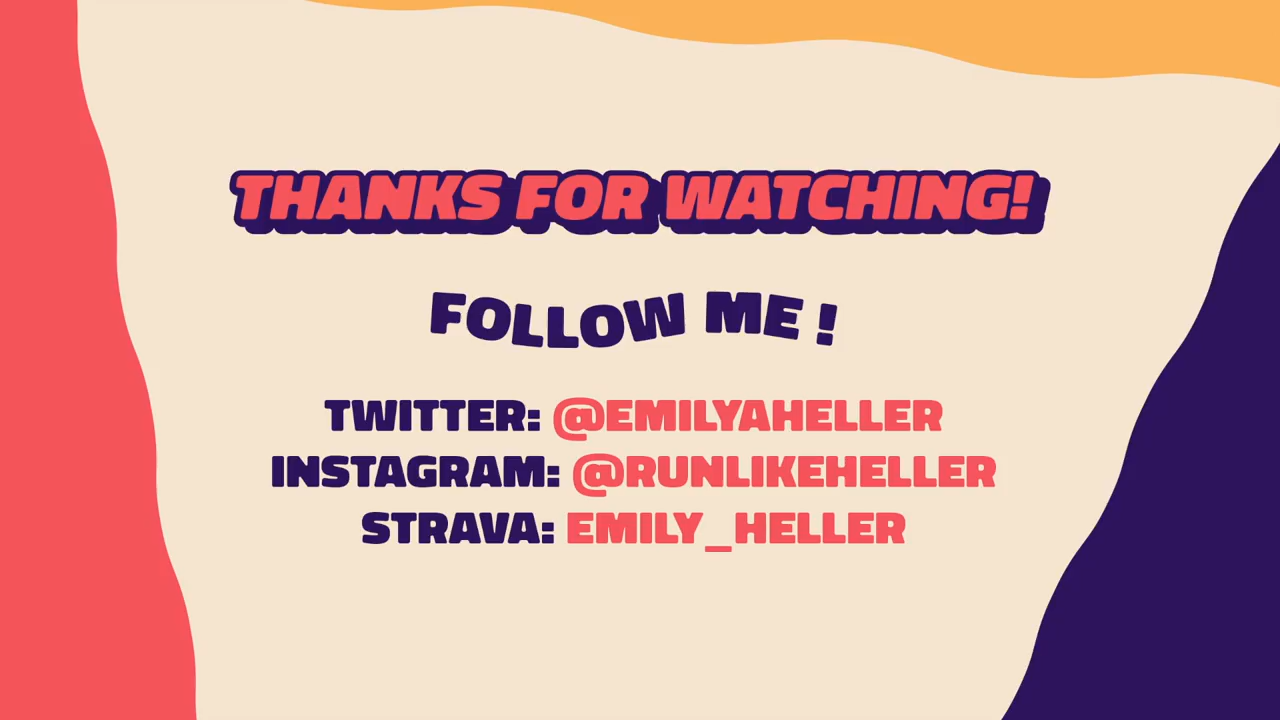 THANKS FOR WATCHING!
FOLLOW ME !
TWITTER: @EMILYAHELLER
INSTAGRAM: @RUNLIKEHELLER
STRAVA: EMILY_HELLER